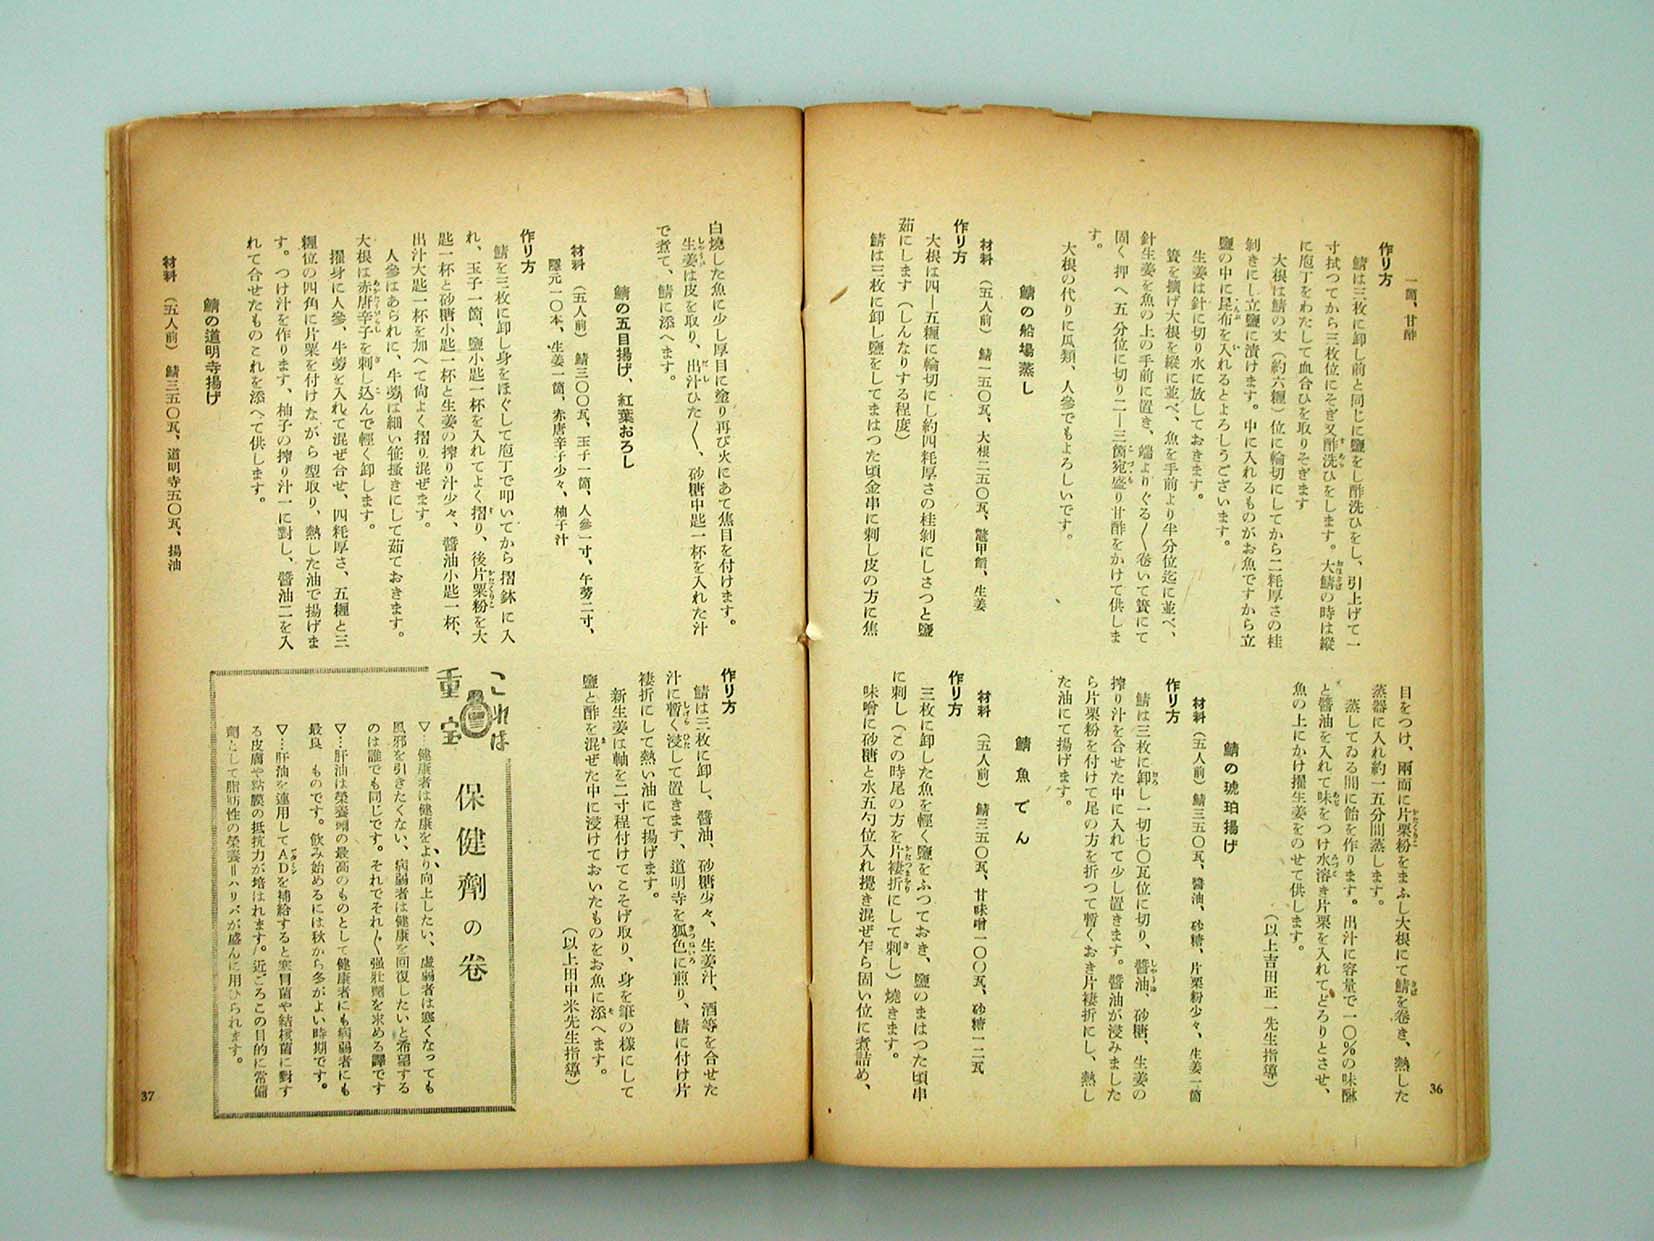 一箇、甘酢
作り方
鯖は三枚に卸し前と同じに鹽をし酢洗ひをし、引上げて一
寸拭つてから三枚位にそぎ又酢洗ひをします。大鯖の時は縱
に庖丁をわたして血合ひを取りそぎます
大根は鯖の丈（約六糎）位に輪切にしてから二粍厚さの桂
剝きにし立鹽に漬けます。中に入れるものがお魚ですから立
鹽の中に昆布を入れるとよろしうございます。
生姜は針に切り水に放しておきます。
簀を擴げ大根を縱に並べ、魚を手前より半分位迄に並べ、
針生姜を魚の上の手前に置き、端よりぐる〱卷いて簀にて
固く押へ五分位に切り二―三箇宛盛り甘酢をかけて供しま
す。
大根の代りに瓜類、人參でもよろしいです。
鯖の船場蒸し
材料（五人前）鯖一五〇瓦、大根二五〇瓦、鼈甲餡、生姜
作り方
大根は四―五糎に輪切にし約四粍厚さの桂剝にしさつと鹽
茹にします（しんなりする程度）
鯖は三枚に卸し鹽をしてまはつた頃金串に刺し皮の方に焦
目をつけ、兩面に片栗粉をまぶし大根にて鯖を卷き、熱した
蒸器に入れ約一五分間蒸します。
蒸してゐる間に餡を作ります。出汁に容量で一〇％の味醂
と醬油を入れて味をつけ水溶き片栗を入れてどろりとさせ、
魚の上にかけ擢生姜をのせて供します。
（以上吉田正一先生指導）
鯖の琥珀揚げ
材料（五人前）鯖三五〇瓦、醬油、砂糖、片栗粉少々、生姜一箇
作り方
鯖は三枚に卸し一切七〇瓦位に切り、醬油、砂糖、生姜の
搾り汁を合せた中に入れて少し置きます。醬油が浸みました
ら片栗粉を付けて尾の方を折つて暫くおき片褄折にし、熱し
た油にて揚げます。
鯖魚でん
材料（五人前）鯖三五〇瓦、甘味噌一〇〇瓦、砂糖一二瓦
作り方
三枚に卸した魚を輕く鹽をふつておき、鹽のまはつた頃串
に刺し（この時尾の方を片褄折にして刺し）燒きます。
味噌に砂糖と水五勺位入れ攪き混ぜ乍ら固い位に煮詰め、
36
白燒した魚に少し厚目に塗り再び火にあて焦目を付けます。
生姜は皮を取り、出汁ひた〱、砂糖中匙一杯を入れた汁
で煮て、鯖に添へます。
鯖の五目揚げ、紅葉おろし
材料（五人前）鯖三〇〇瓦、玉子一箇、人參一寸、午蒡二寸、
隱元一〇本、生姜一箇、赤唐辛子少々、柚子汁
作り方
鯖を三枚に卸し身をほぐして庖丁で叩いてから摺鉢に入
れ、玉子一箇、鹽小匙一杯を入れてよく摺り、後片栗粉を大
匙一杯と砂糖小匙一杯と生姜の搾り汁少々、醬油小匙一杯、
出汁大匙一杯を加へて尙よく摺り混ぜます。
人參はあられに、牛蒡は細い笹搔きにして茹ておきます。
大根は赤唐辛子を刺し込んで輕く卸します。
擢身に人參、牛蒡を入れて混ぜ合せ、四粍厚さ、五糎と三
糎位の四角に片栗を付けながら型取り、熱した油で揚げま
す。つけ汁を作ります、柚子の搾り汁一に對し、醬油二を入
れて合せたものこれを添へて供します。
鯖の道明寺揚げ
材料（五人前）鯖三五〇瓦、道明寺五〇瓦、揚油
作り方
鯖は三枚に卸し、醬油、砂糖少々、生姜汁、酒等を合せた
汁に暫く浸して置きます、道明寺を狐色に煎り、鯖に付け片
褄折にして熱い油にて揚げます。
新生姜は軸を二寸程付けてこそげ取り、身を筆の樣にして
鹽と酢を混ぜた中に浸けておいたものをお魚に添へます。
（以上田中米先生指導）
これは
重宝
保健劑の卷
▽…健康者は健康をより向上したい、虛弱者は寒くなつても
風邪を引きたくない、病弱者は健康を回復したいと希望する
のは誰でも同じです。それでそれ〲强壯劑を求める譯です
▽…肝油は榮養劑の最高のものとして健康者にも病弱者にも
最良　ものです。飮み始めるには秋から冬がよい時期です。
▽…肝油を連用してADを補給すると寒冒菌や結核菌に對す
る皮膚や粘膜の抵抗力が培はれます。近ごろこの目的に常備
劑として脂肪性の榮養＝ハリバが盛んに用ひられます。
37